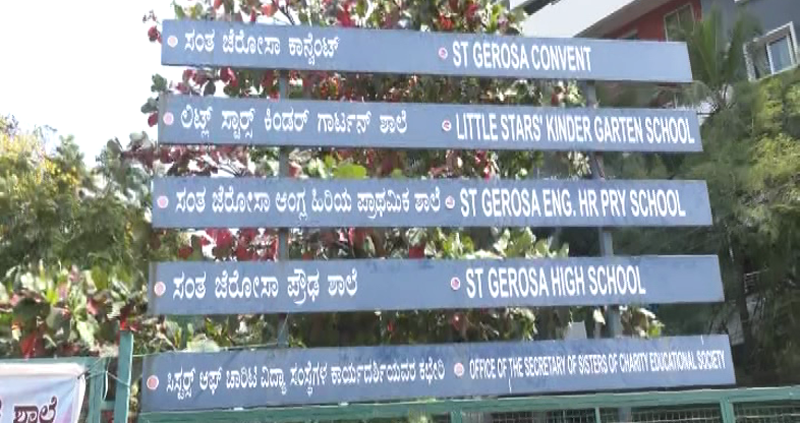 ಸಂತ ಜೆರೋಸಾ ಕಾನ್ವೆಂಟ್ ST GEROSA CONVENT
ಲಿಟ್ಲ್ ಸ್ಟಾರ್ಸ್ ಕಿಂಡರ್ ಗಾರ್ಟನ್ ಶಾಲೆ LITTLE STARS' KINDER GARTEN SCHOOL
ಸಂತ ಜೆರೋಸಾ ಆಂಗ್ಲ ಹಿರಿಯ ಪ್ರಾಥಮಿಕ ಶಾಲೆ ST GEROSA ENG. HR PRY SCHOOL
ಸಂತ ಜೆರೋಸಾ ಪ್ರೌಢ ಶಾಲೆ ST GEROSA HIGH SCHOOL
ಸಿಸ್ಟರ್ಸ್ ಆಫ್ ಚಾರಿಟಿ ವಿದ್ಯಾ ಸಂಸ್ಥೆಗಳ ಕಾರ್ಯದರ್ಶಿಯವರ ಕಛೇರಿ OFFICE OF THE SECRETARY OF SISTERS OF CHARITY EDUCATIONAL SOCIETY
ಶಾಲೆ